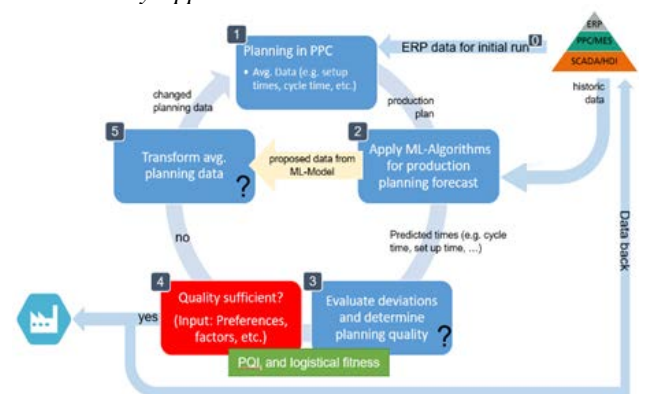 1
Planning in PPC
• Avg. Data (e.g. setup
times, cycle time, etc.)
ERP data for initial run
0
ERP
PPC/MES
SCADA/HDI
historic
data
changed
planning data
production
plan
5
Transform avg.
planning data
?
proposed data from
ML-Model
2
Apply ML-Algorithms
for production
planning forecast
Predicted times (e.g. cycle
time, set up time, ...)
Data back
no
4
Quality sufficient?
(Input: Preferences,
factors, etc.)
3
Evaluate deviations
and determine
planning quality
?
yes
PQI, and logistical fitness